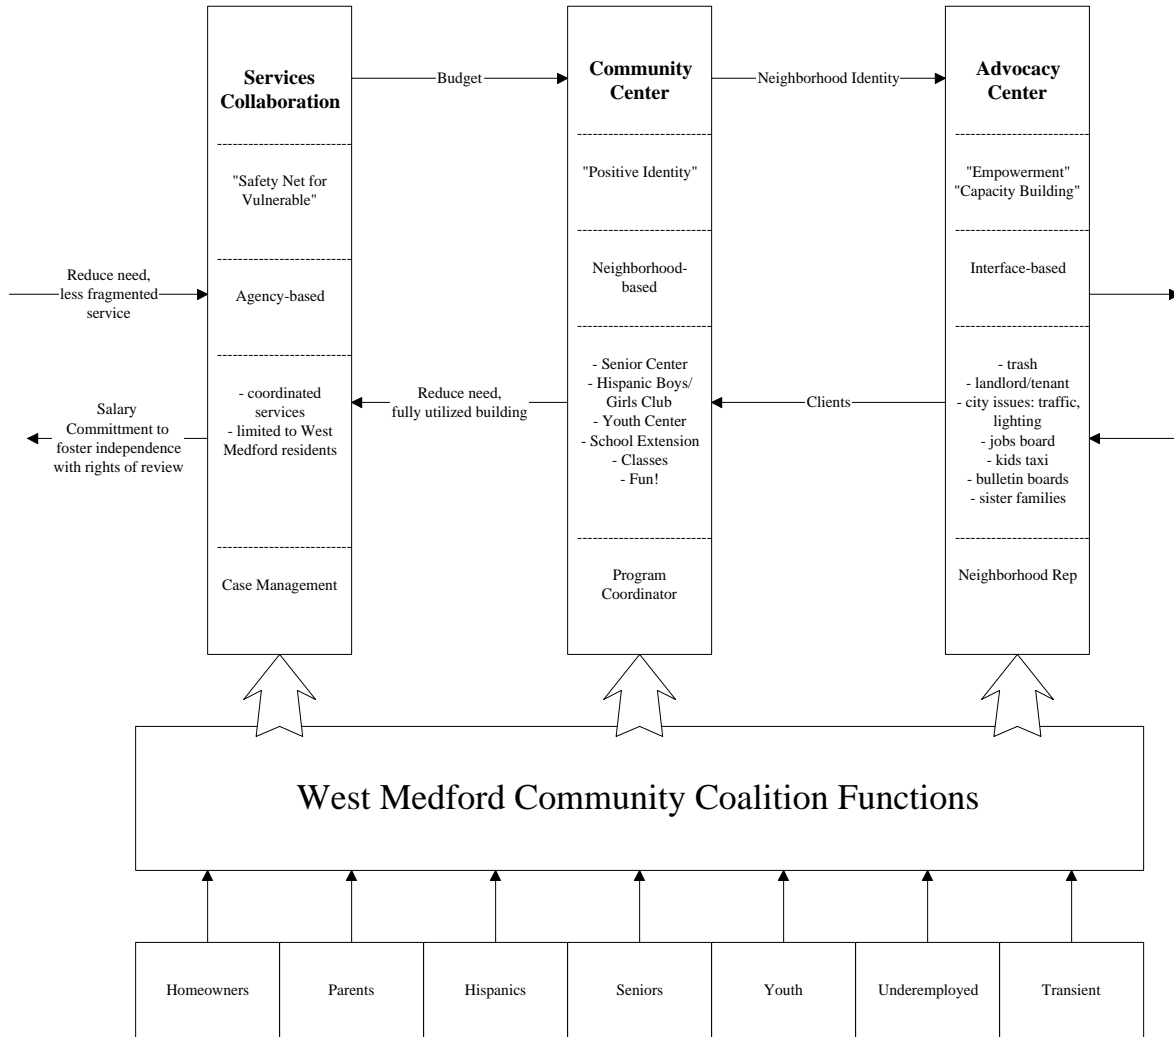 Services
Collaboration
Budget
Community
Center
Neighborhood Identity
Advocacy
Center
"Safety Net for
Vulnerable"
"Positive Identity"
"Empowerment"
"Capacity Building"
Reduce need,
less fragmented
service
Agency-based
Neighborhood-
based
Interface-based
Salary
Committment to
foster independence
with rights of review
- coordinated
services
- limited to West
Medford residents
Reduce need,
fully utilized building
- Senior Center
- Hispanic Boys/
Girls Club
- Youth Center
- School Extension
- Classes
- Fun!
Clients
- trash
- landlord/tenant
- city issues: traffic,
lighting
- jobs board
- kids taxi
- bulletin boards
- sister families
Case Management
Program
Coordinator
Neighborhood Rep
West Medford Community Coalition Functions
Homeowners
Parents
Hispanics
Seniors
Youth
Underemployed
Transient